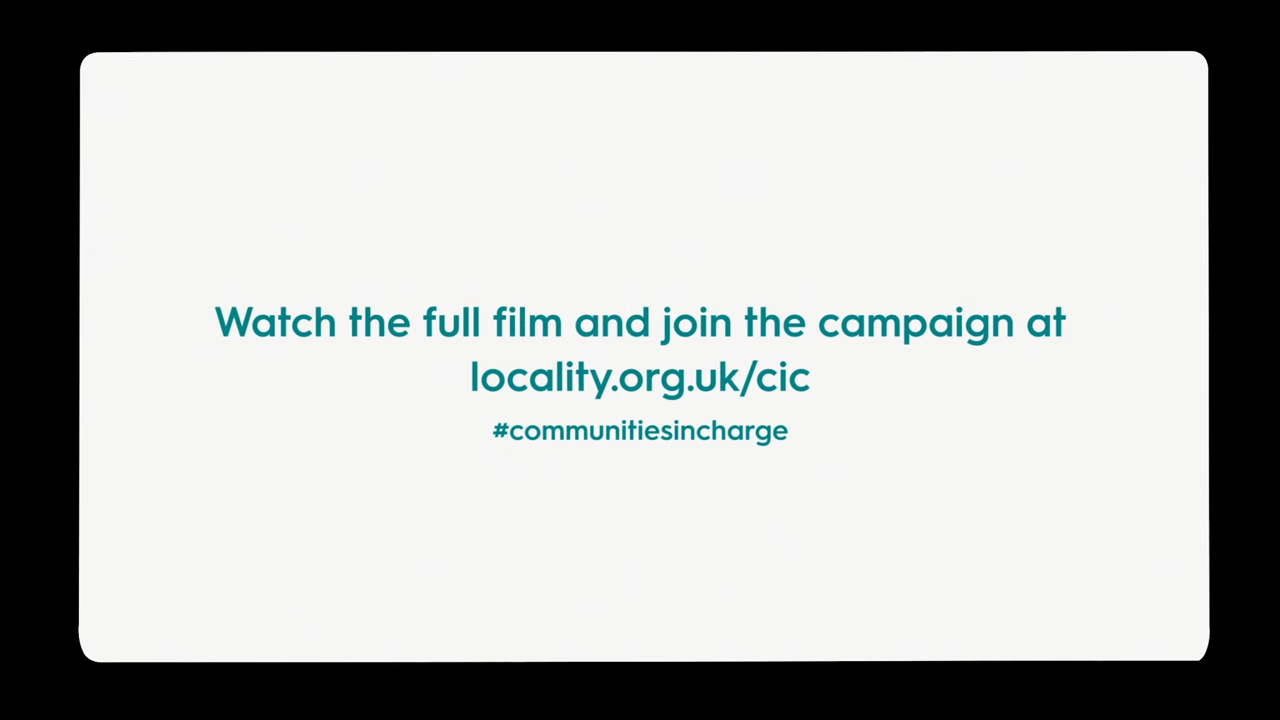 Watch the full film and join the campaign at
locality.org.uk/cic
#communitiesincharge